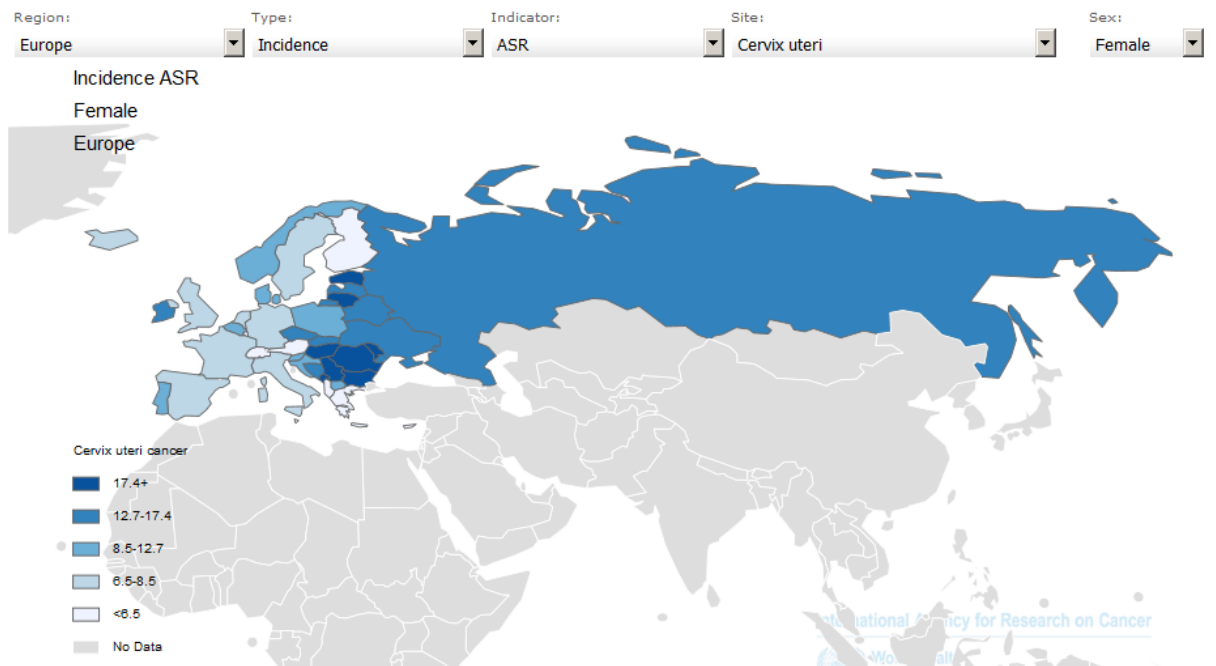 Region: Type: Indicator: Site: Sex:
Europe Incidence ASR Cervix uteri Female
Incidence ASR
Female
Europe
Cervix uteri cancer
17.4+
12.7-17.4
8.5-12.7
6.5-8.5
<6.5
No Data
for Research on Cancer